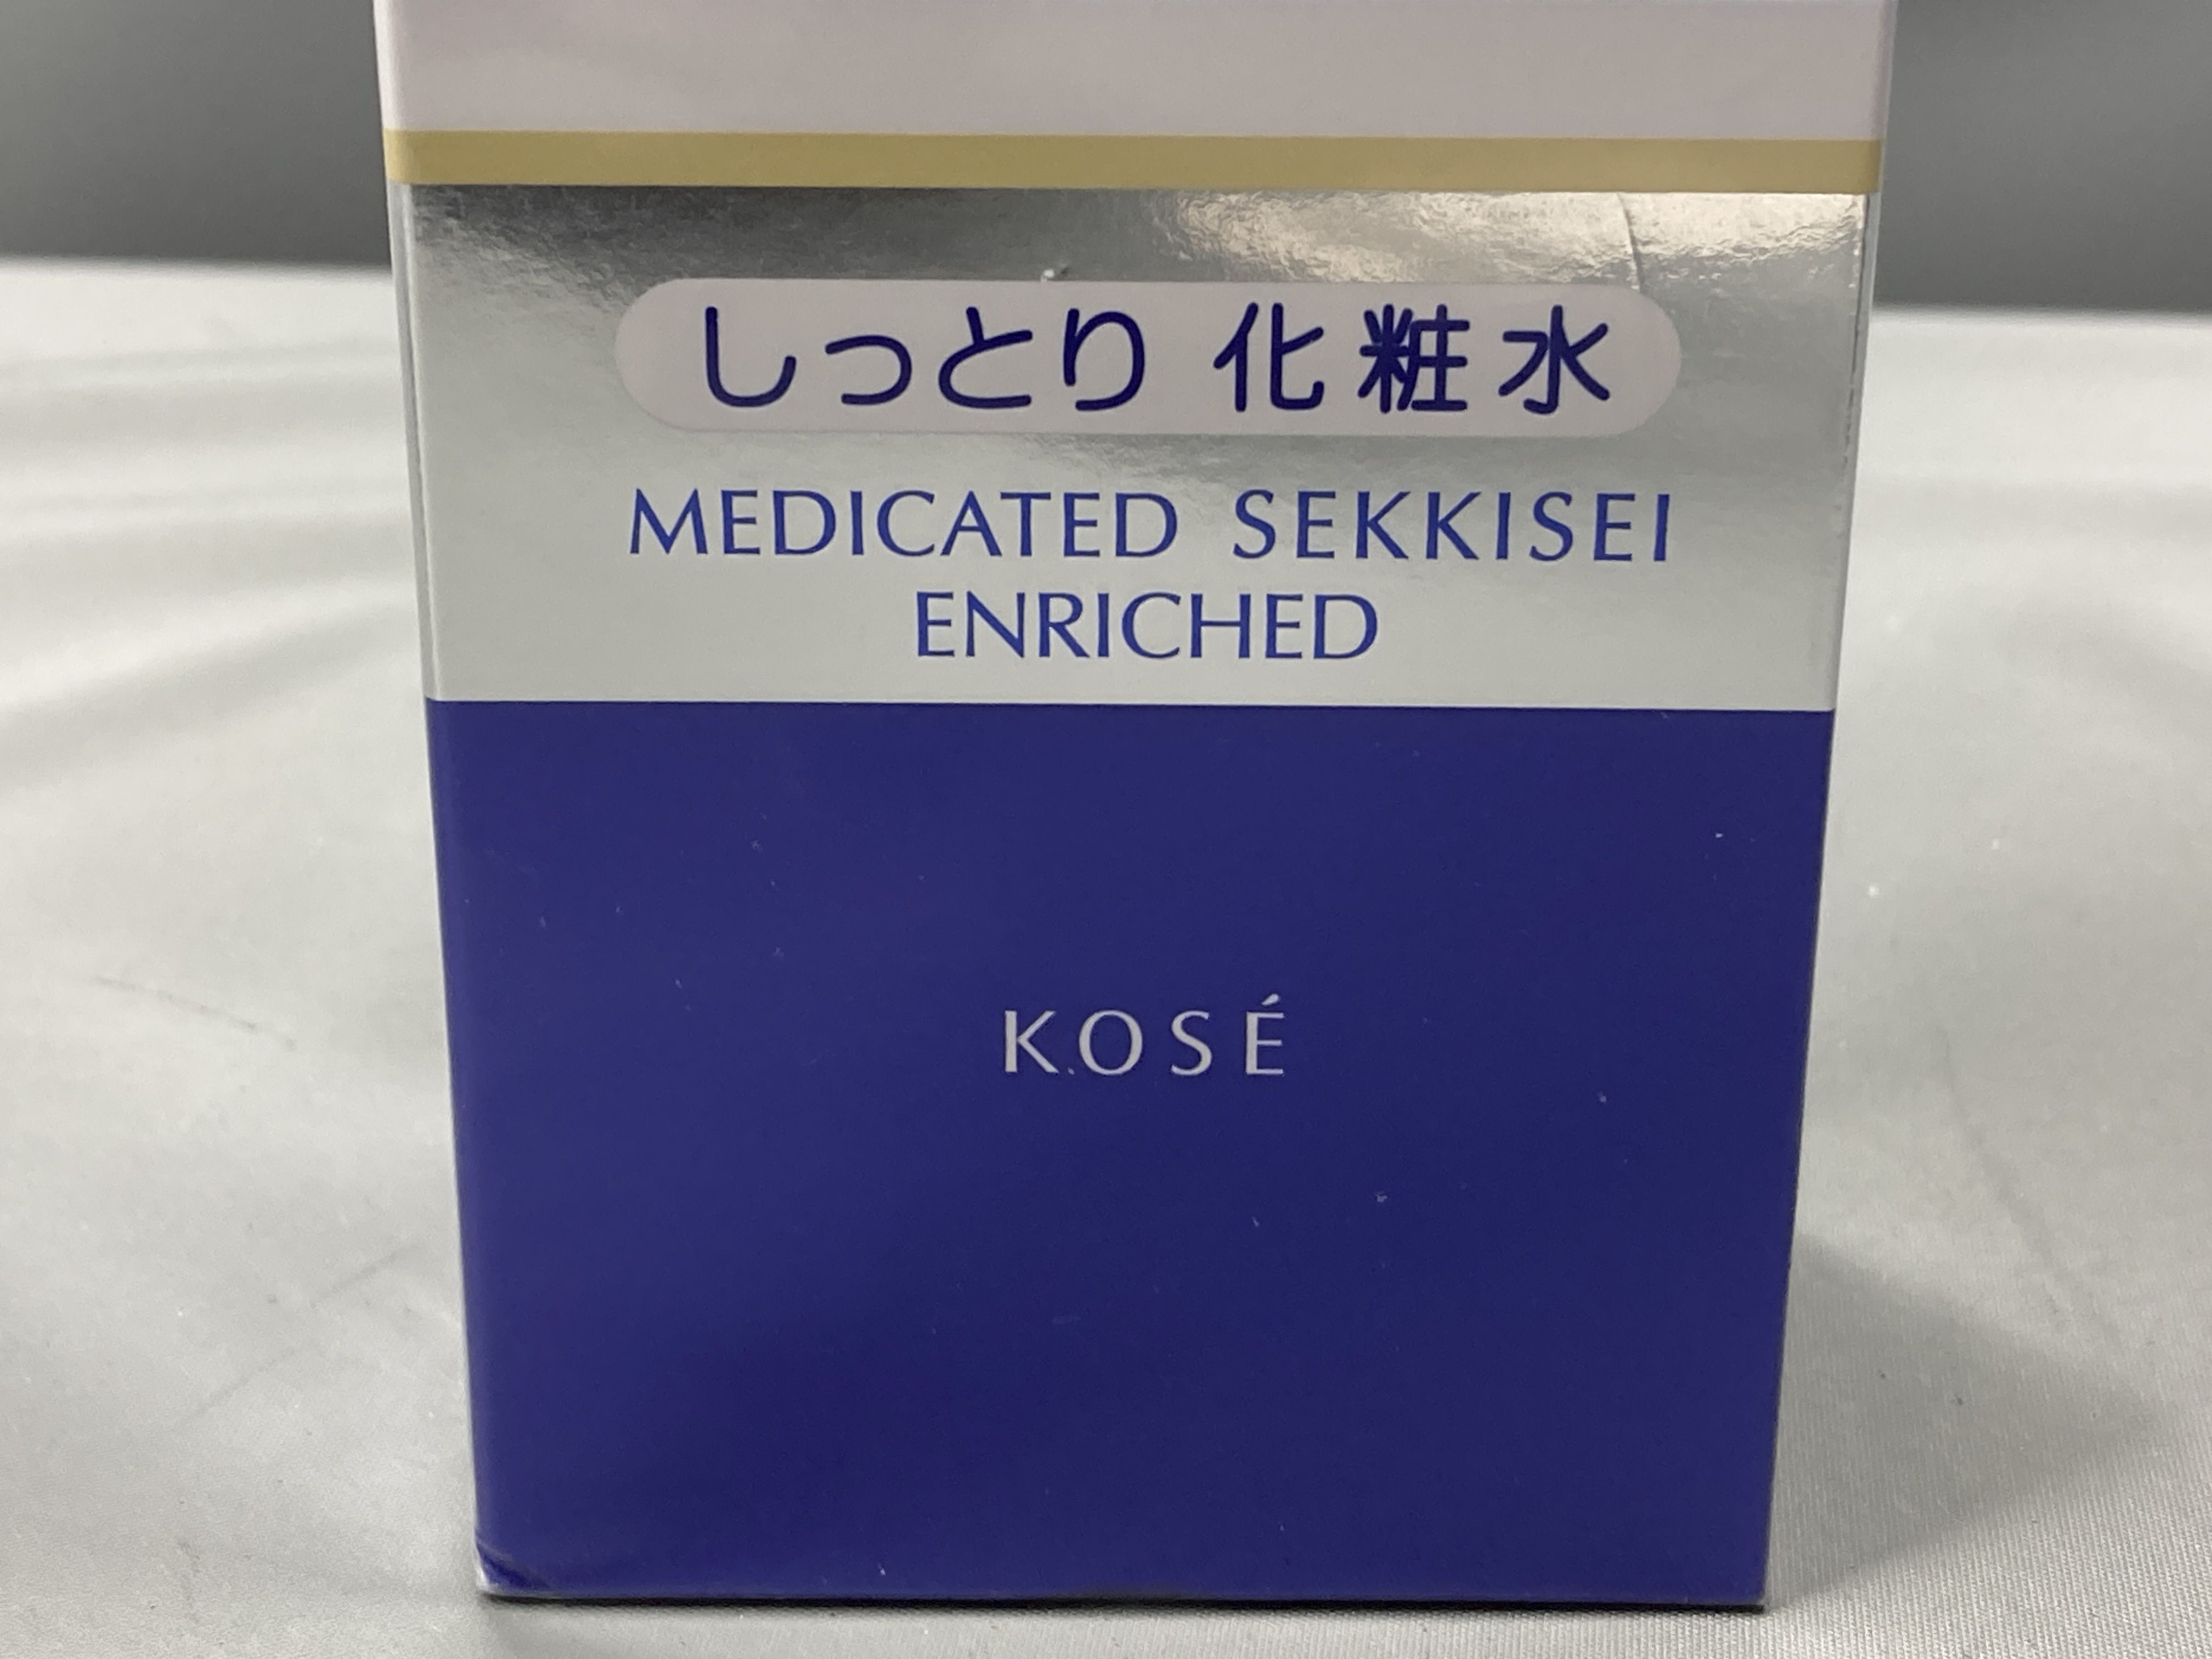 しっとり 化粧水
MEDICATED SEKKISEI
ENRICHED
KOSÉ